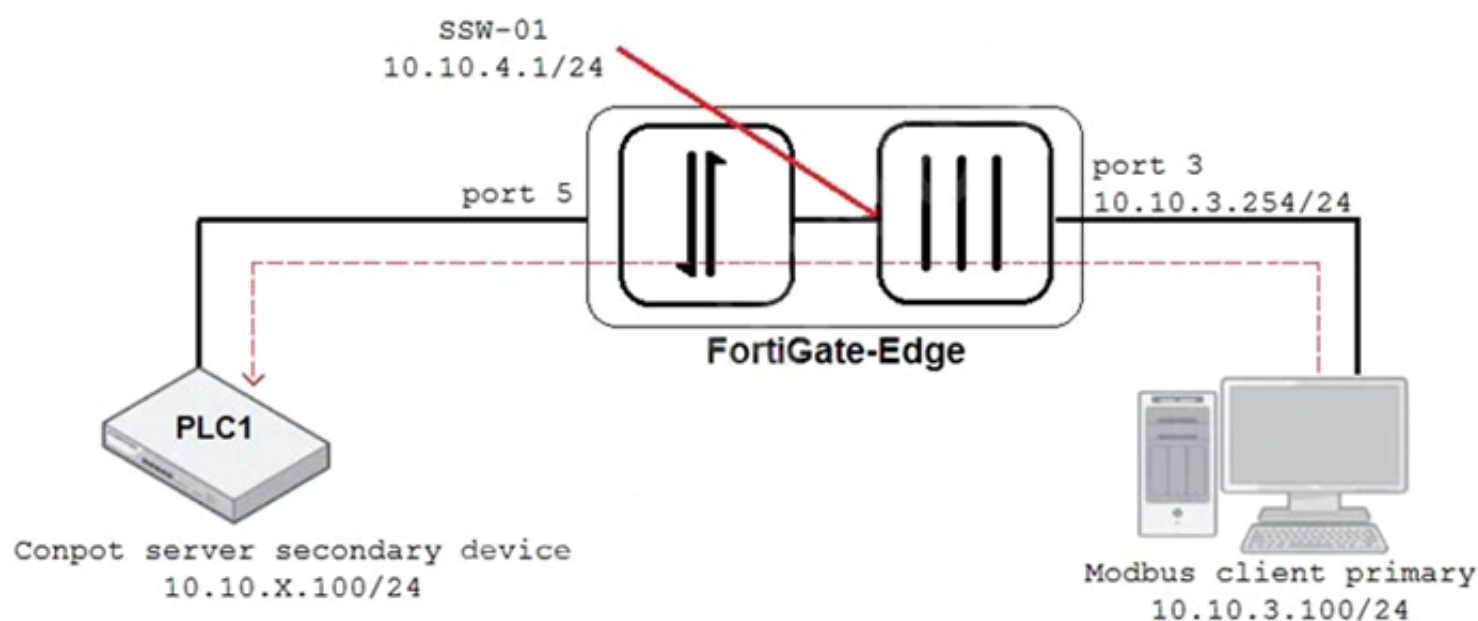 SSW-01
10.10.4.1/24
port 5
port 3
10.10.3.254/24
FortiGate-Edge
PLC1
Conpot server secondary device
10.10.X.100/24
Modbus client primary
10.10.3.100/24